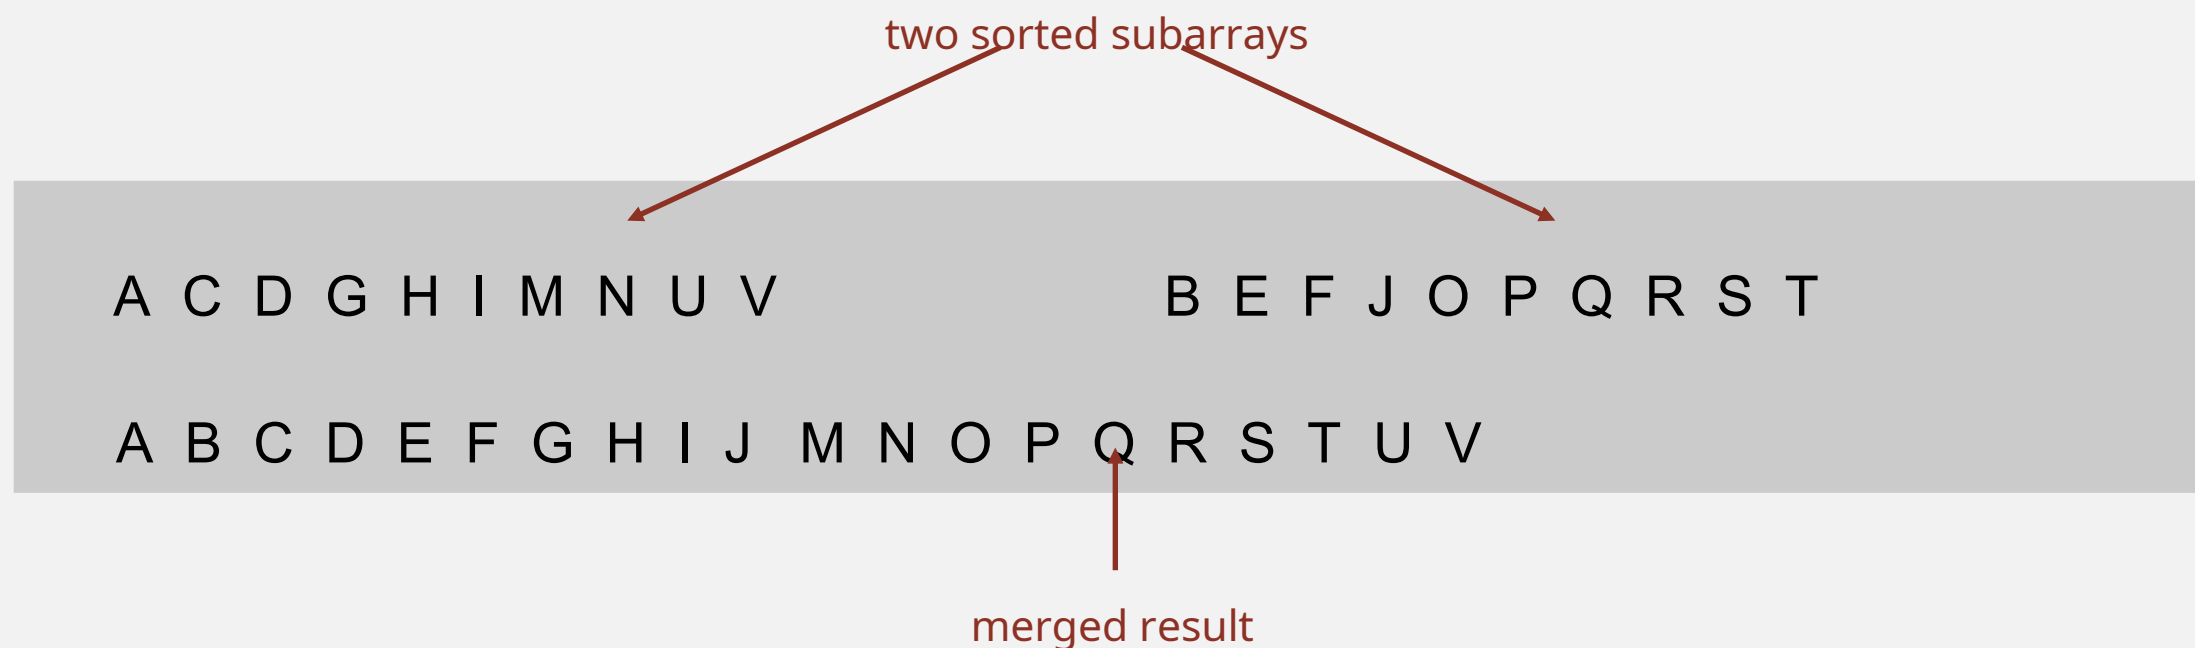 two sorted subarrays
A C D G H I M N U V B E F J O P Q R S T
A B C D E F G H I J M N O P Q R S T U V
merged result